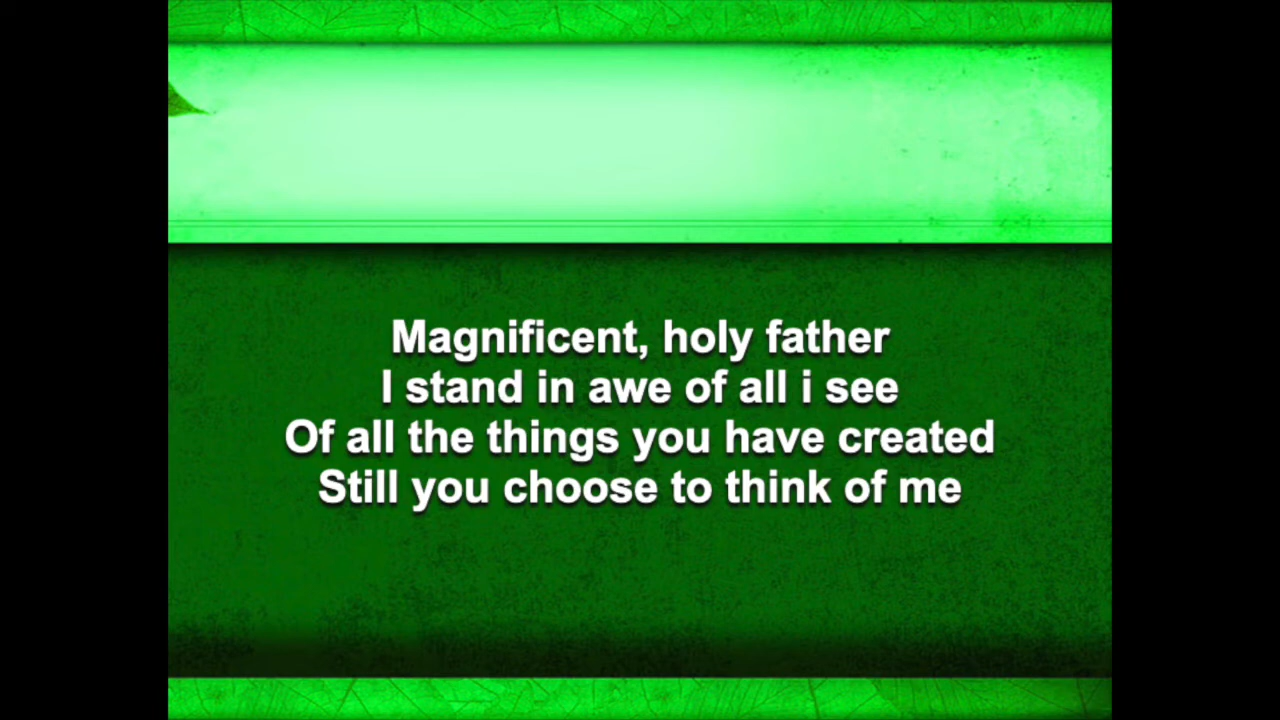 Magnificent, holy father
I stand in awe of all i see
Of all the things you have created
Still you choose to think of me